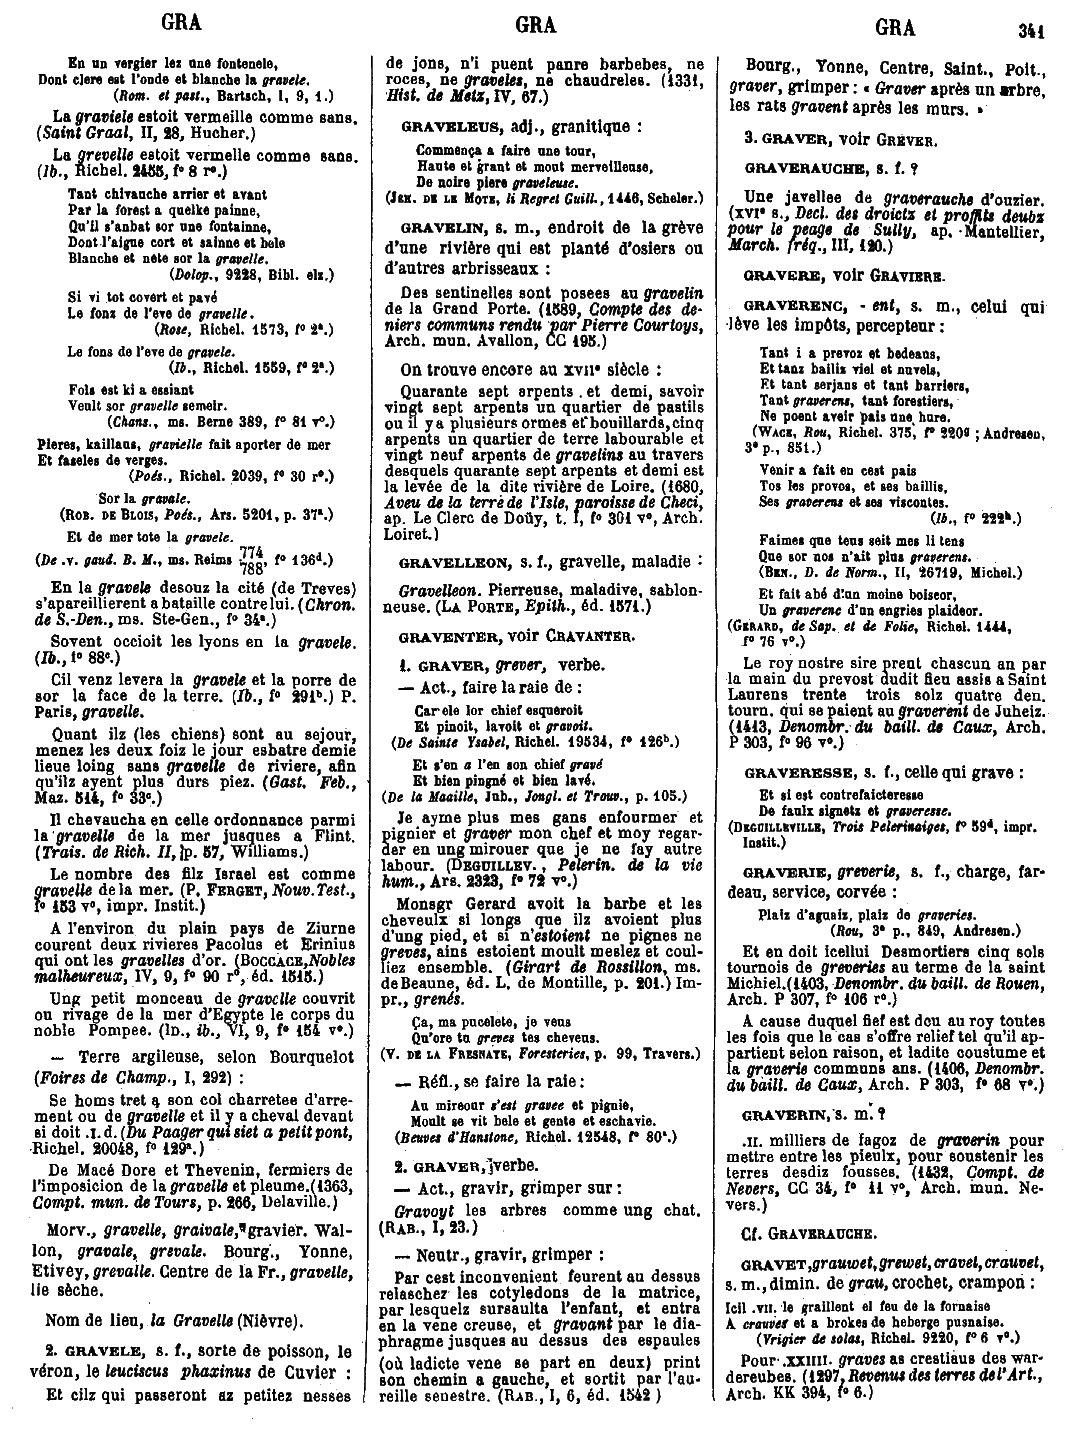 GRA
GRA
GRA
341
En un vergier lez une fontenele,
Dont clere est l'onde et blanche la gravele.
(Rom. et past., Bartsch, I, 9, 1.)
La graviele estoit vermeille comme sans.
(Saint Graal, II, 28, Hucher.)
La grevelle estoit vermelle comme sans.
(Ib., Richel. 2455, f° 8 r°.)
Tant chivauche arrier et avant
Par la forest a quelke painne,
Qu'il s'anbat sor une fontainne,
Dont l'aigue cort et sainne et bele
Blanche et nete sor la gravelle.
(Dolop., 9228, Bibl. elz.)
Si vi tot covert et pavé
Le fonz de l'eve de gravelle.
(Rose, Richel. 1573, f° 2ª.)
Le fons de l'eve de gravele.
(Ib., Richel. 1559, f° 2ª.)
Fols est ki a essiant
Veult sor gravelle semeir.
(Chans., ms. Berne 389, f° 81 v°.)
Pieres, kaillaus, gravielle fait aporter de mer
Et faseles de verges.
(Poés., Richel. 2039, f° 30 r°.)
Sor la gravale.
(ROB. DE BLOIS, Poés., Ars. 5201, p. 37ª.)
Et de mer tote la gravele.
(De .v. gaud. B. M., ms. Reims 774/788, f° 136ᵈ.)
En la gravele desouz la cité (de Treves)
s'apareillierent a bataille contre lui. (Chron.
de S.-Den., ms. Ste-Gen., f° 34ª.)
Sovent occioit les lyons en la gravele.
(Ib., f° 88ᶜ.)
Cil venz levera la gravele et la porre de
sor la face de la terre. (Ib., f° 291ᵇ.) P.
Paris, gravelle.
Quant ilz (les chiens) sont au sejour,
menez les deux foiz le jour esbatre demie
lieue loing sans gravelle de riviere, afin
qu'ilz ayent plus durs piez. (Gast. Feb.,
Maz. 514, f° 33ᶜ.)
Il chevaucha en celle ordonnance parmi
la gravelle de la mer jusques a Flint.
(Trais. de Rich. II, p. 57, Williams.)
Le nombre des filz Israel est comme
gravelle de la mer. (P. FERGET, Nouv. Test.,
f° 153 v°, impr. Instit.)
A l'environ du plain pays de Ziurne
courent deux rivieres Pacolus et Erinius
qui ont les gravelles d'or. (BOCCACE, Nobles
malheureux, IV, 9, f° 90 r°, éd. 1515.)
Ung petit monceau de gravelle couvrit
ou rivage de la mer d'Egypte le corps du
noble Pompee. (ID., ib., VI, 9, f° 154 v°.)
— Terre argileuse, selon Bourquelot
(Foires de Champ., I, 292) :
Se homs tret a son col charretee d'arre-
ment ou de gravelle et il y a cheval devant
si doit .I. d. (Du Paager qui siet a petit pont,
Richel. 20048, f° 129ª.)
De Macé Dore et Thevenin, fermiers de
l'imposicion de la gravelle et pleume. (1363,
Compt. mun. de Tours, p. 266, Delaville.)
Morv., gravelle, graivale, gravier. Wal-
lon, gravale, grevale. Bourg., Yonne,
Etivey, grevalle. Centre de la Fr., gravelle,
lie sèche.
Nom de lieu, la Gravelle (Nièvre).
2. GRAVELE, s. f., sorte de poisson, le
véron, le leuciscus phaxinus de Cuvier :
Et cilz qui passeront az petitez nesses
de jons, n'i puent panre barbebes, ne
roces, ne graveles, ne chaudreles. (1331,
Hist. de Metz, IV, 67.)
GRAVELEUS, adj., granitique :
Commença a faire une tour,
Haute et grant et mout merveilleuse,
De noire piere graveleuse.
(JEH. DE LE MOTE, li Regret Guill., 1446, Scheler.)
GRAVELIN, s. m., endroit de la grève
d'une rivière qui est planté d'osiers ou
d'autres arbrisseaux :
Des sentinelles sont posees au gravelin
de la Grand Porte. (1589, Compte des de-
niers communs rendu par Pierre Courtoys,
Arch. mun. Avallon, CC 195.)
On trouve encore au XVIIᵉ siècle :
Quarante sept arpents et demi, savoir
vingt sept arpents un quartier de pastils
ou il y a plusieurs ormes et bouillards, cinq
arpents un quartier de terre labourable et
vingt neuf arpents de gravelins au travers
desquels quarante sept arpents et demi est
la levée de la dite rivière de Loire. (1680,
Aveu de la terre de l'Isle, paroisse de Checi,
ap. Le Clerc de Doüy, t. I, f° 301 v°, Arch.
Loiret.)
GRAVELLEON, s. f., gravelle, maladie :
Gravelleon. Pierreuse, maladive, sablon-
neuse. (LA PORTE, Epith., éd. 1571.)
GRAVENTER, voir CRAVANTER.
1. GRAVER, grever, verbe.
— Act., faire la raie de :
Car ele lor chief esqueroit
Et pinoit, lavoit et gravoit.
(De Sainte Ysabel, Richel. 19534, f° 126ᵇ.)
Et s'en a l'en son chief gravé
Et bien pingné et bien lavé.
(De la Maaille, Jub., Jongl. et Trouv., p. 105.)
Je ayme plus mes gans enfourmer et
pignier et graver mon chef et moy regar-
der en ung mirouer que je ne fay autre
labour. (DEGUILLEV., Pelerin. de la vie
hum., Ars. 2323, f° 72 v°.)
Monsgr Gerard avoit la barbe et les
cheveulx si longs que ilz avoient plus
d'ung pied, et si n'estoient ne pignes ne
greves, ains estoient moult meslez et coul-
liez ensemble. (Girart de Rossillon, ms.
de Beaune, éd. L. de Montille, p. 201.) Im-
pr., grenés.
Ça, ma pucelete, je veus
Qu'ore tu greves tes cheveus.
(V. DE LA FRESNAYE, Foresteries, p. 99, Travers.)
— Réfl., se faire la raie :
Au mireour s'est gravee et pignie,
Moult se vit bele et gente et eschavie.
(Beuves d'Hanstone, Richel. 12548, f° 80ª.)
2. GRAVER, verbe.
— Act., gravir, grimper sur :
Gravoyt les arbres comme ung chat.
(RAB., I, 23.)
— Neutr., gravir, grimper :
Par cest inconvenient feurent au dessus
relaschez les cotyledons de la matrice,
par lesquelz sursaulta l'enfant, et entra
en la vene creuse, et gravant par le dia-
phragme jusques au dessus des espaules
(où ladicte vene se part en deux) print
son chemin a gauche, et sortit par l'au-
reille senestre. (RAB., I, 6, éd. 1542 )
Bourg., Yonne, Centre, Saint., Poit.,
graver, grimper : « Graver après un arbre,
les rats gravent après les murs. »
3. GRAVER, voir GREVER.
GRAVERAUCHE, s. f. ?
Une javellee de graverauche d'ouzier.
(XVIᵉ s., Decl. des droictz et proffits deubz
pour le peage de Sully, ap. Mantellier,
March. fréq., III, 120.)
GRAVERE, voir GRAVIERE.
GRAVERENC, - ent, s. m., celui qui
lève les impôts, percepteur :
Tant i a prevoz et bedeaus,
Et tanz bailiz viel et nuvels,
Et tant serjans et tant barriers,
Tant graverens, tant forestiers,
Ne poent aveir pais une hure.
(WACE, Rou, Richel. 375, f° 220ᵍ ; Andresen,
3ᵉ p., 851.)
Venir a fait en cest pais
Tos les provos, et ses baillis,
Ses graverens et ses viscontes.
(Ib., f° 222ʰ.)
Faimes que teus seit mes li tens
Que sor nos n'ait plus graverens.
(BEN., D. de Norm., II, 26719, Michel.)
Et fait abé d'un moine boiseor,
Un graverenc d'un engries plaideor.
(GERARD, de Sap. et de Folie, Richel. 1444,
f° 76 v°.)
Le roy nostre sire prent chascun an par
la main du prevost dudit fieu assis a Saint
Laurens trente trois solz quatre den.
tourn. qui se paient au graverent de Juheiz.
(1413, Denombr. du baill. de Caux, Arch.
P 303, f° 96 v°.)
GRAVERESSE, s. f., celle qui grave :
Et si est contrefaicteresse
De faulx signetz et graveresse.
(DEGUILLEVILLE, Trois Pelerinaiges, f° 59ᵈ, impr.
Instit.)
GRAVERIE, greverie, s. f., charge, far-
deau, service, corvée :
Plaiz d'aguaiz, plaiz de graveries.
(Rou, 3ᵉ p., 849, Andresen.)
Et en doit icellui Desmortiers cinq sols
tournois de greveries au terme de la saint
Michiel. (1403, Denombr. du baill. de Rouen,
Arch. P 307, f° 106 r°.)
A cause duquel fief est deu au roy toutes
les fois que le cas s'offre relief tel qu'il ap-
partient selon raison, et ladite coustume et
la graverie communs ans. (1406, Denombr.
du baill. de Caux, Arch. P 303, f° 68 v°.)
GRAVERIN, s. m. ?
.II. milliers de fagoz de graverin pour
mettre entre les pieulx, pour soustenir les
terres desdiz fousses. (1432, Compt. de
Nevers, CC 34, f° 11 v°, Arch. mun. Ne-
vers.)
Cf. GRAVERAUCHE.
GRAVET, grauwet, grewet, cravet, crauvet,
s. m., dimin. de grau, crochet, crampon :
Icil .VII. le graillent el feu de la fornaise
A crauves et a brokes de heberge pusnaise.
(Vrigier de solas, Richel. 9220, f° 6 v°.)
Pour .XXIIII. graves as crestiaus des war-
dereubes. (1297, Revenus des terres de l'Art.,
Arch. KK 394, f° 6.)